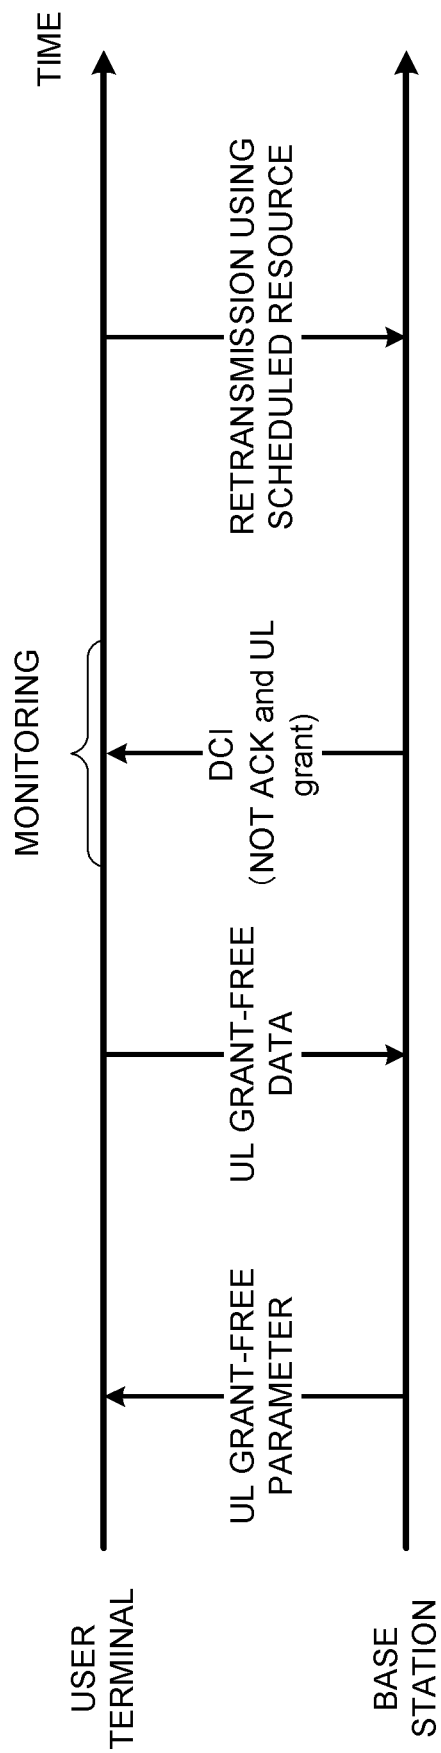 TIME
MONITORING
USER
TERMINAL
UL GRANT-FREE
PARAMETER
UL GRANT-FREE
DATA
DCI
(NOT ACK and UL
grant)
RETRANSMISSION USING
SCHEDULED RESOURCE
BASE
STATION